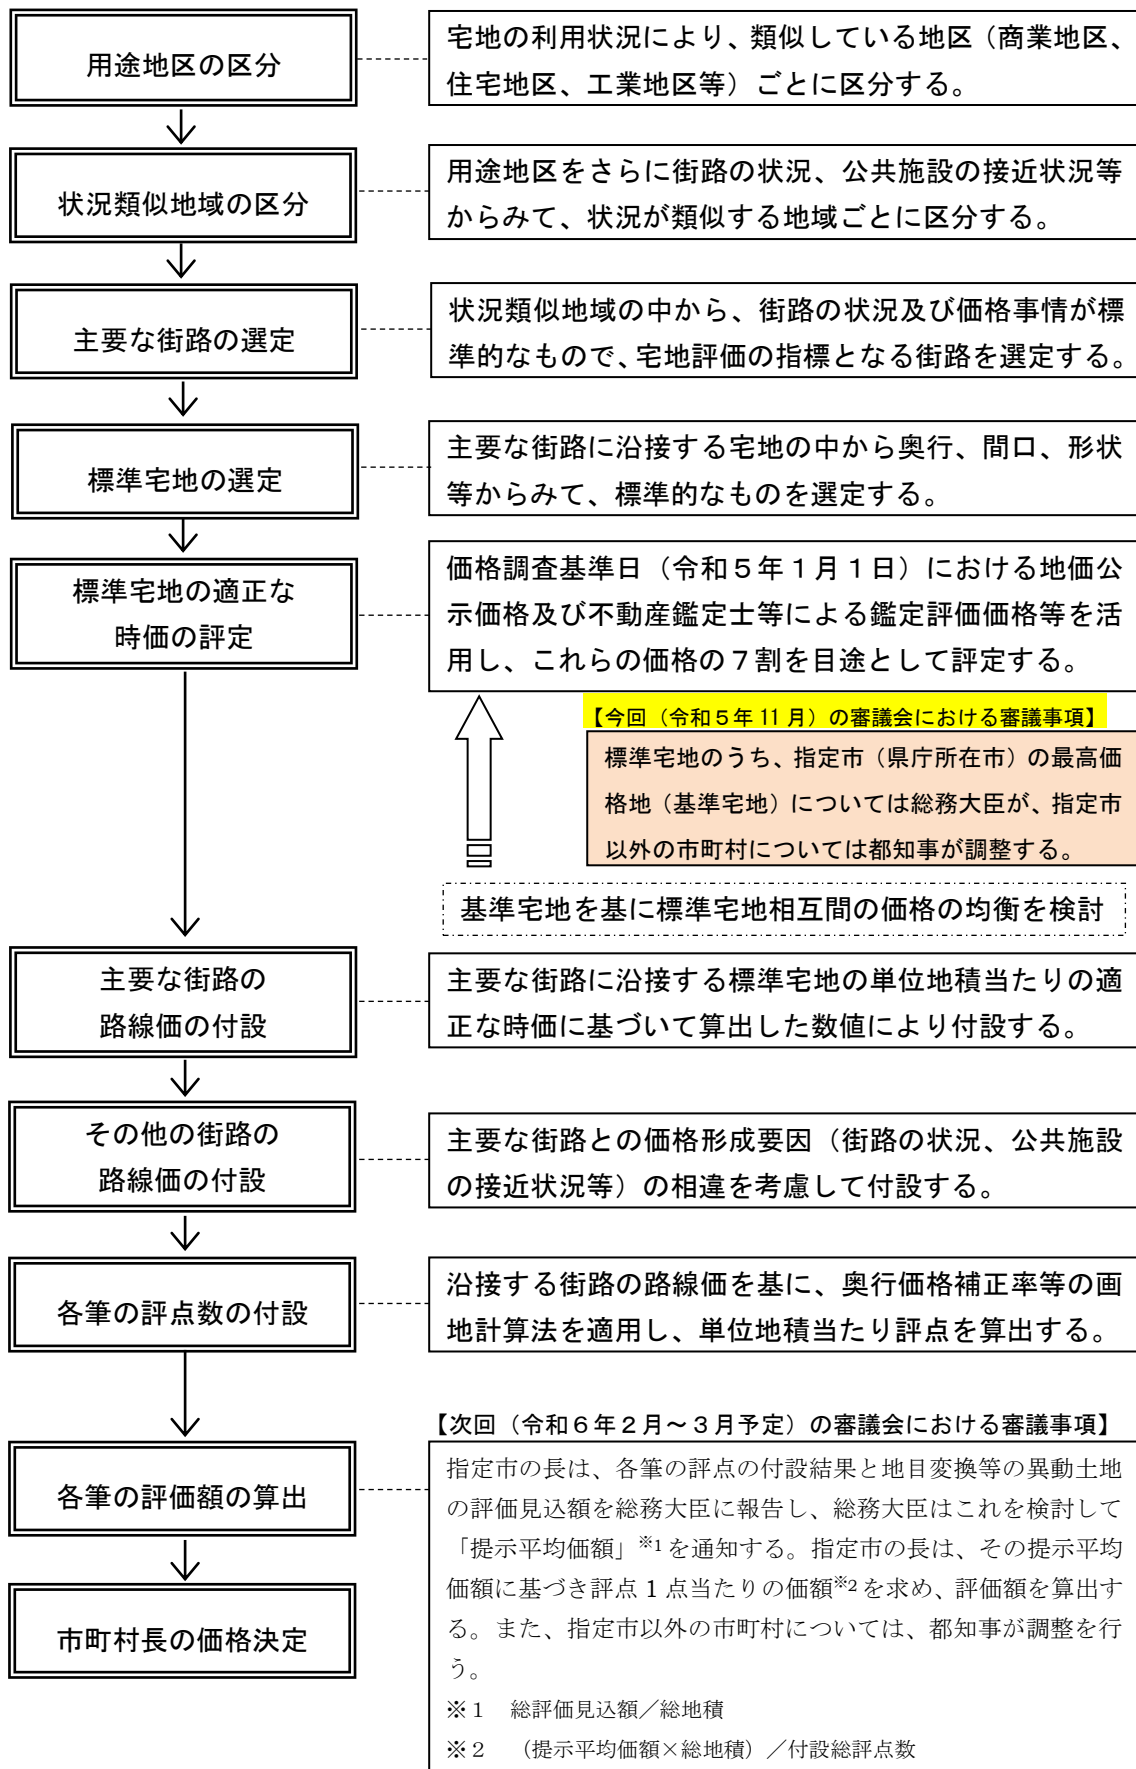 用途地区の区分
宅地の利用状況により、類似している地区（商業地区、
住宅地区、工業地区等）ごとに区分する。
状況類似地域の区分
用途地区をさらに街路の状況、公共施設の接近状況等
からみて、状況が類似する地域ごとに区分する。
主要な街路の選定
状況類似地域の中から、街路の状況及び価格事情が標
準的なもので、宅地評価の指標となる街路を選定する。
標準宅地の選定
主要な街路に沿接する宅地の中から奥行、間口、形状
等からみて、標準的なものを選定する。
標準宅地の適正な
時価の評定
価格調査基準日（令和５年１月１日）における地価公
示価格及び不動産鑑定士等による鑑定評価価格等を活
用し、これらの価格の７割を目途として評定する。
【今回（令和５年 11 月）の審議会における審議事項】
標準宅地のうち、指定市（県庁所在市）の最高価
格地（基準宅地）については総務大臣が、指定市
以外の市町村については都知事が調整する。
基準宅地を基に標準宅地相互間の価格の均衡を検討
主要な街路の
路線価の付設
主要な街路に沿接する標準宅地の単位地積当たりの適
正な時価に基づいて算出した数値により付設する。
その他の街路の
路線価の付設
主要な街路との価格形成要因（街路の状況、公共施設
の接近状況等）の相違を考慮して付設する。
各筆の評点数の付設
沿接する街路の路線価を基に、奥行価格補正率等の画
地計算法を適用し、単位地積当たり評点を算出する。
【次回（令和６年２月～３月予定）の審議会における審議事項】
各筆の評価額の算出
指定市の長は、各筆の評点の付設結果と地目変換等の異動土地
の評価見込額を総務大臣に報告し、総務大臣はこれを検討して
「提示平均価額」※1 を通知する。指定市の長は、その提示平均
価額に基づき評点 1 点当たりの価額※2 を求め、評価額を算出す
る。また、指定市以外の市町村については、都知事が調整を行
う。
市町村長の価格決定
※１　総評価見込額／総地積
※２　（提示平均価額×総地積）／付設総評点数